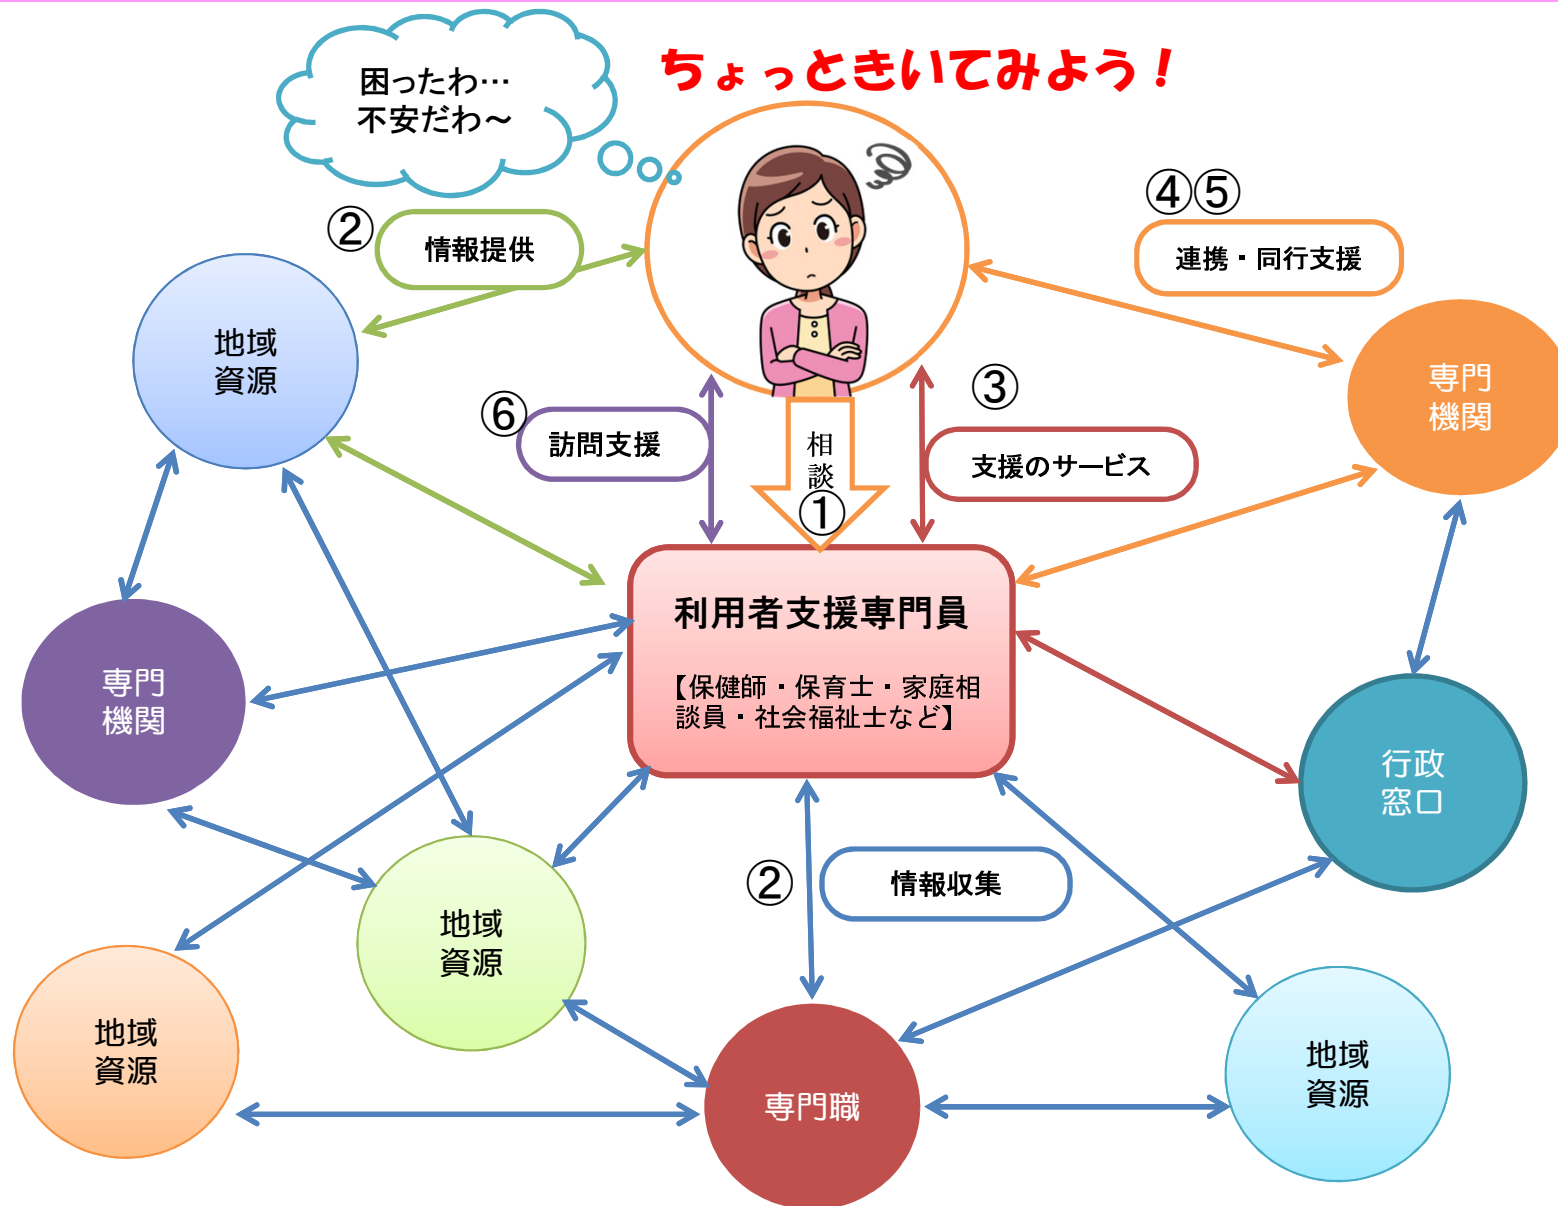 ちょっときいてみよう！
困ったわ…
不安だわ～
②
情報提供
④⑤
連携・同行支援
地域
資源
専門
機関
③
⑥
訪問支援
相
談
①
支援のサービス
利用者支援専門員
【保健師・保育士・家庭相
談員・社会福祉士など】
専門
機関
行政
窓口
②
情報収集
地域
資源
地域
資源
専門職
地域
資源